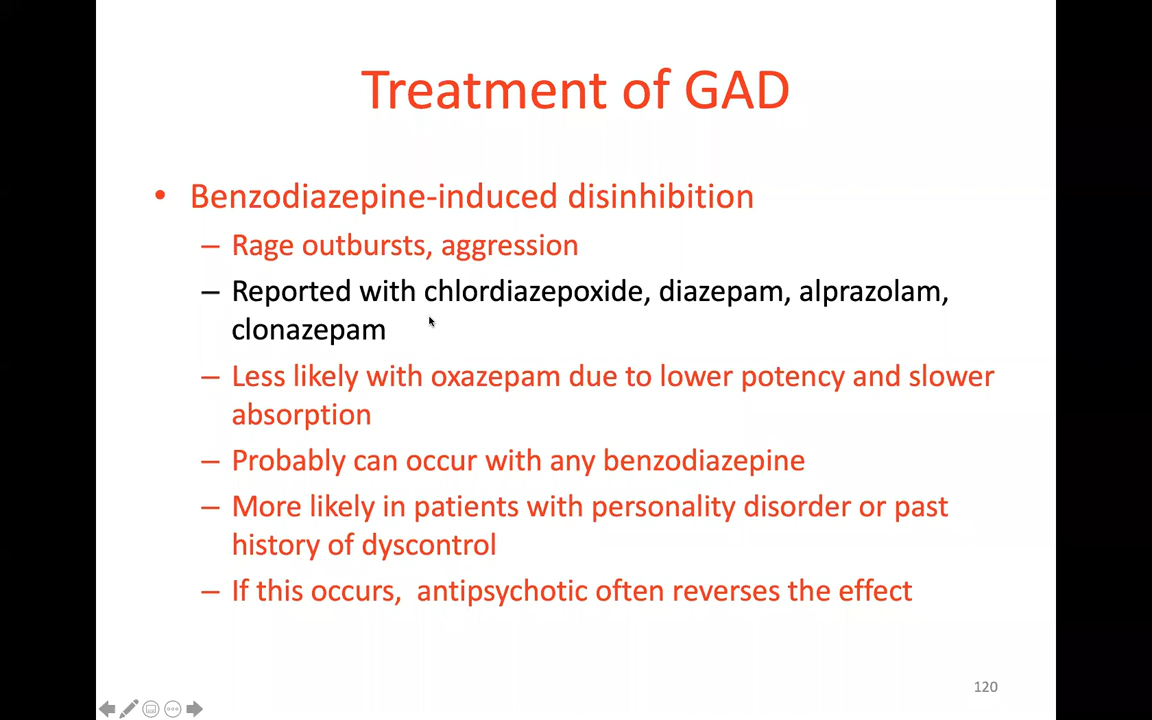 Treatment of GAD
• Benzodiazepine-induced disinhibition
– Rage outbursts, aggression
– Reported with chlordiazepoxide, diazepam, alprazolam,
clonazepam
– Less likely with oxazepam due to lower potency and slower
absorption
– Probably can occur with any benzodiazepine
– More likely in patients with personality disorder or past
history of dyscontrol
– If this occurs,  antipsychotic often reverses the effect
120